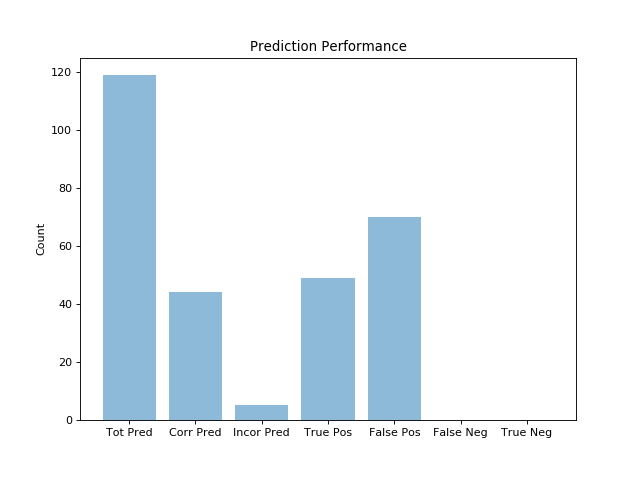 Prediction Performance
120
100
80
60
40
20
0
Count
Tot Pred Corr Pred Incor Pred True Pos False Pos False Neg True Neg